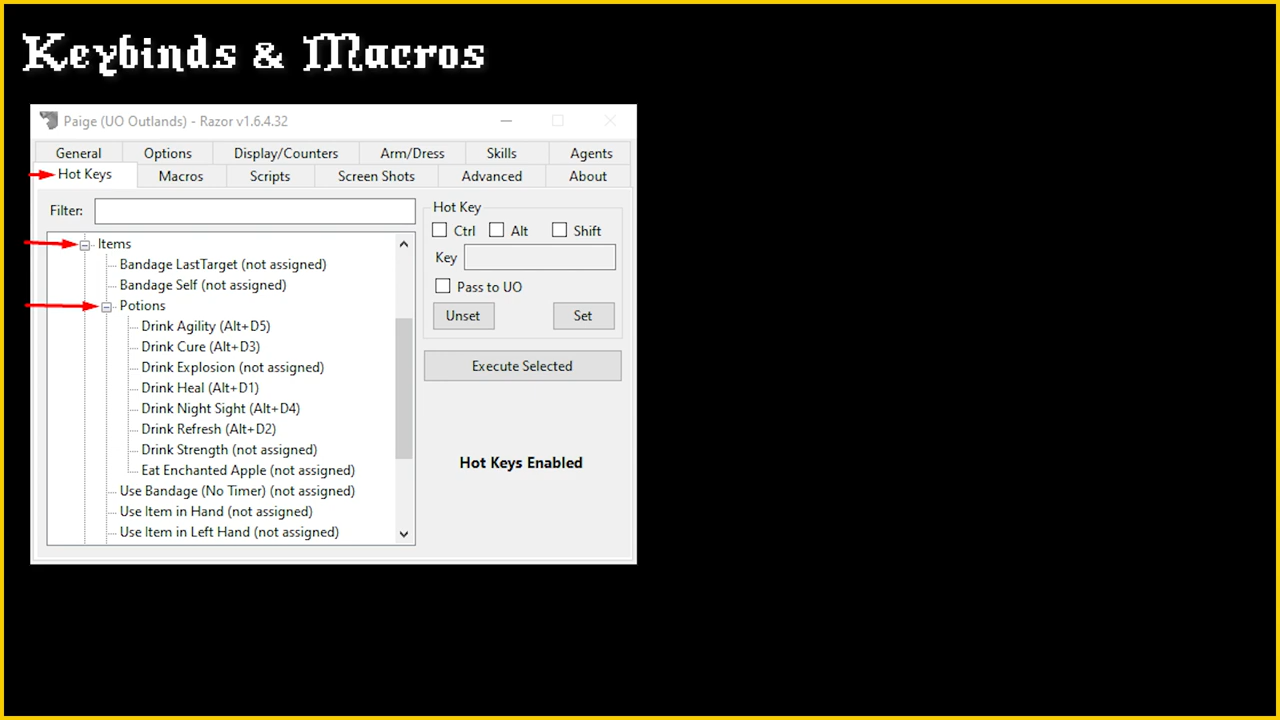 Keybinds & Macros
Paige (UO Outlands) - Razor v1.6.4.32
General Options Display/Counters Arm/Dress Skills Agents
Hot Keys Macros Scripts Screen Shots Advanced About
Filter:
Items
Bandage LastTarget (not assigned)
Bandage Self (not assigned)
Potions
Drink Agility (Alt+D5)
Drink Cure (Alt+D3)
Drink Explosion (not assigned)
Drink Heal (Alt+D1)
Drink Night Sight (Alt+D4)
Drink Refresh (Alt+D2)
Drink Strength (not assigned)
Eat Enchanted Apple (not assigned)
Use Bandage (No Timer) (not assigned)
Use Item in Hand (not assigned)
Use Item in Left Hand (not assigned)
Hot Key
Ctrl Alt Shift
Key
Pass to UO
Unset Set
Execute Selected
Hot Keys Enabled